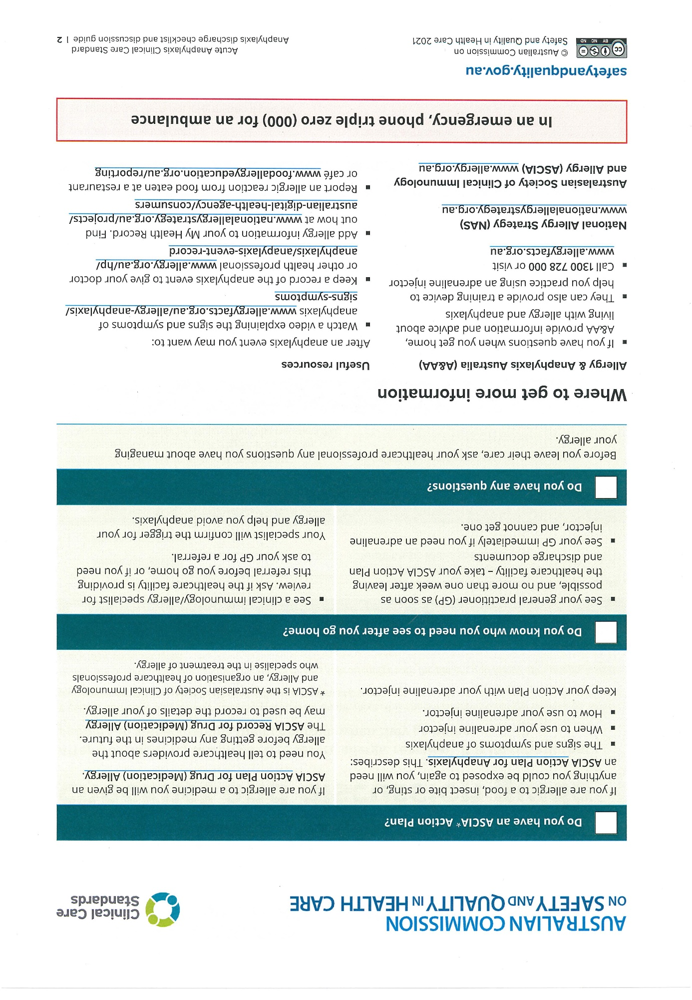 AUSTRALIAN COMMISSION
ON SAFETY AND QUALITY IN HEALTH CARE
Clinical Care
Standards
Do you have an ASCIA* Action Plan?
If you are allergic to a food, insect bite or sting, or
anything you could be exposed to again, you will need
an ASCIA Action Plan for Anaphylaxis. This describes:
▪ The signs and symptoms of anaphylaxis
▪ When to use your adrenaline injector
▪ How to use your adrenaline injector.
Keep your Action Plan with your adrenaline injector.
If you are allergic to a medicine you will be given an
ASCIA Action Plan for Drug (Medication) Allergy.
You need to tell healthcare providers about the
allergy before getting any medicines in the future.
The ASCIA Record for Drug (Medication) Allergy
may be used to record the details of your allergy.
* ASCIA is the Australasian Society of Clinical Immunology
and Allergy, an organisation of healthcare professionals
who specialise in the treatment of allergy.
Do you know who you need to see after you go home?
▪ See your general practitioner (GP) as soon as
possible, and no more than one week after leaving
the healthcare facility – take your ASCIA Action Plan
and discharge documents
▪ See your GP immediately if you need an adrenaline
injector, and cannot get one.
▪ See a clinical immunology/allergy specialist for
review. Ask if the healthcare facility is providing
this referral before you go home, or if you need
to ask your GP for a referral.
Your specialist will confirm the trigger for your
allergy and help you avoid anaphylaxis.
Do you have any questions?
Before you leave their care, ask your healthcare professional any questions you have about managing
your allergy.
Where to get more information
Allergy & Anaphylaxis Australia (A&AA)
▪ If you have questions when you get home,
A&AA provide information and advice about
living with allergy and anaphylaxis
▪ They can also provide a training device to
help you practice using an adrenaline injector
▪ Call 1300 728 000 or visit
www.allergyfacts.org.au
National Allergy Strategy (NAS)
www.nationalallergystrategy.org.au
Australasian Society of Clinical Immunology
and Allergy (ASCIA) www.allergy.org.au
Useful resources
After an anaphylaxis event you may want to:
▪ Watch a video explaining the signs and symptoms of
anaphylaxis www.allergyfacts.org.au/allergy-anaphylaxis/
signs-symptoms
▪ Keep a record of the anaphylaxis event to give your doctor
or other health professional www.allergy.org.au/hp/
anaphylaxis/anapylaxis-event-record
▪ Add allergy information to your My Health Record. Find
out how at www.nationalallergystrategy.org.au/projects/
australian-digital-health-agency/consumers
▪ Report an allergic reaction from food eaten at a restaurant
or café www.foodallergyeducation.org.au/reporting
In an emergency, phone triple zero (000) for an ambulance
safetyandquality.gov.au
CC BY NC ND
© Australian Commission on
Safety and Quality in Health Care 2021
Acute Anaphylaxis Clinical Care Standard
Anaphylaxis discharge checklist and discussion guide | 2